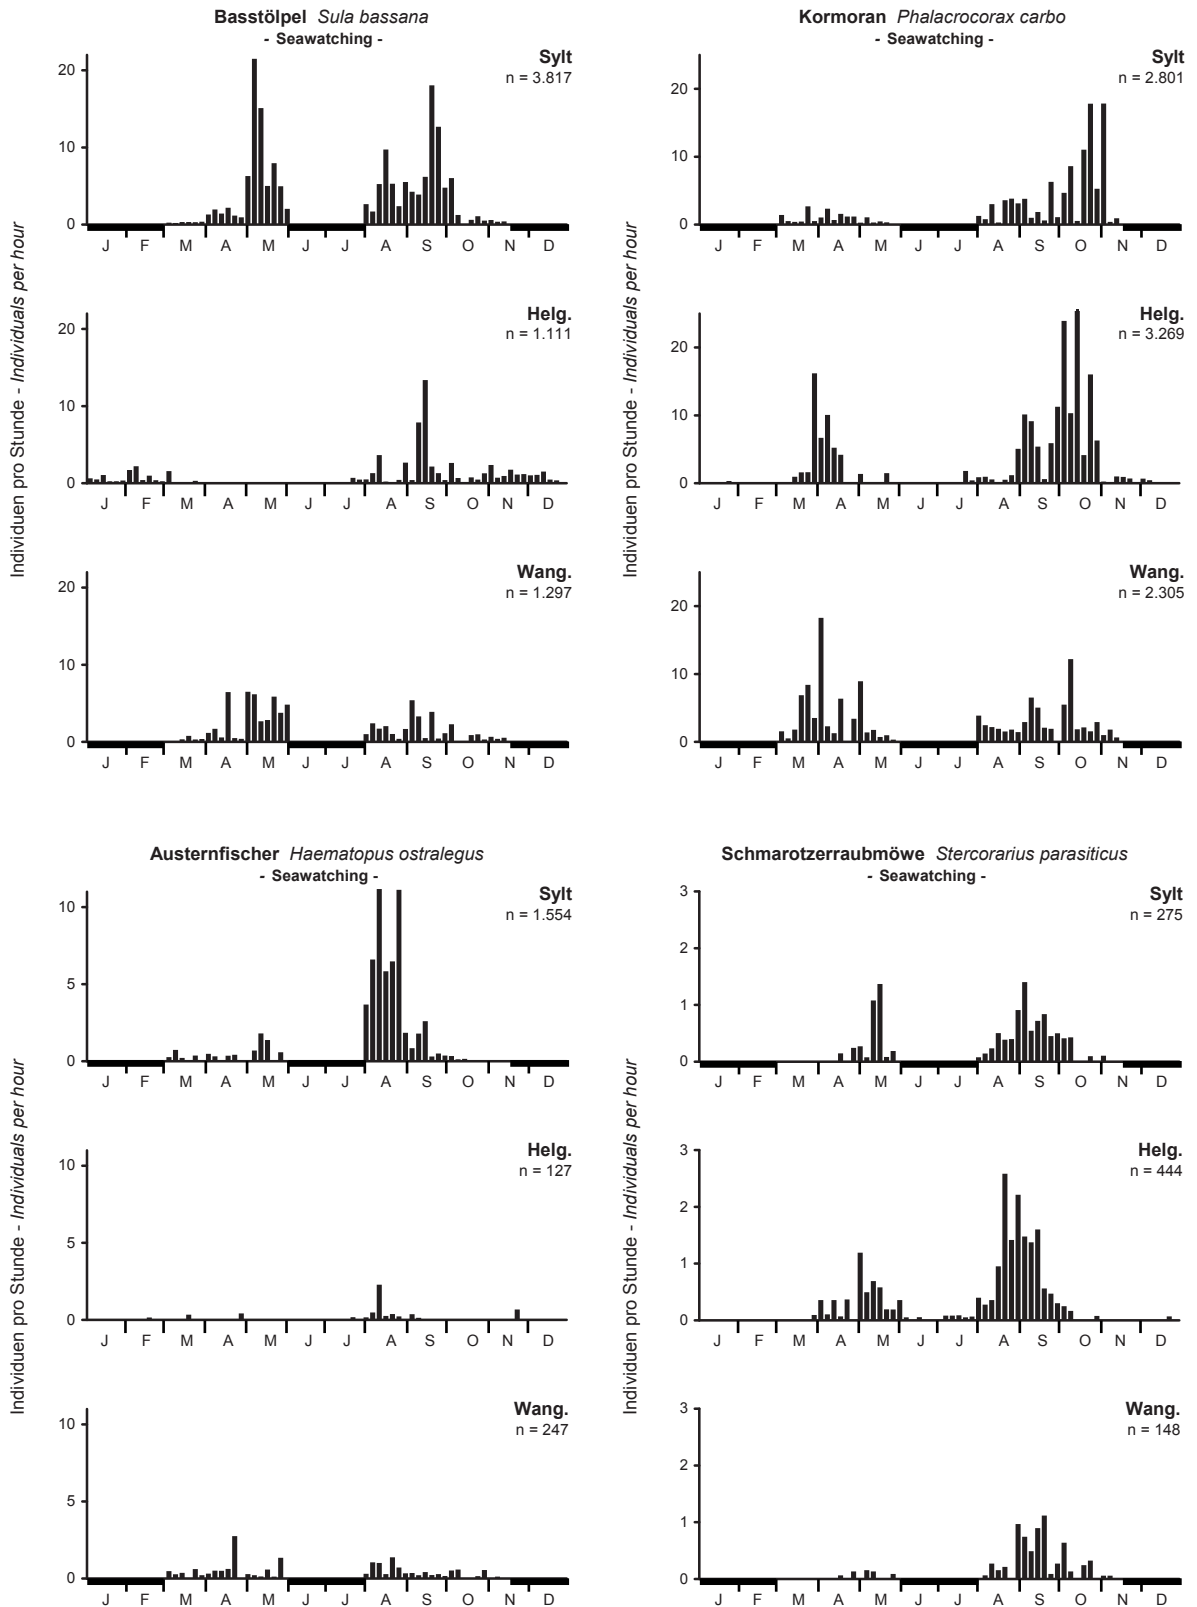 Basstölpel Sula bassana
- Seawatching -
Sylt
n = 3.817
20
10
0
J F M A M J J A S O N D
Helg.
n = 1.111
20
10
0
J F M A M J J A S O N D
Wang.
n = 1.297
20
10
0
J F M A M J J A S O N D
Individuen pro Stunde - Individuals per hour
Kormoran Phalacrocorax carbo
- Seawatching -
Sylt
n = 2.801
20
10
0
J F M A M J J A S O N D
Helg.
n = 3.269
20
10
0
J F M A M J J A S O N D
Wang.
n = 2.305
20
10
0
J F M A M J J A S O N D
Individuen pro Stunde - Individuals per hour
Austernfischer Haematopus ostralegus
- Seawatching -
Sylt
n = 1.554
10
5
0
J F M A M J J A S O N D
Helg.
n = 127
10
5
0
J F M A M J J A S O N D
Wang.
n = 247
10
5
0
J F M A M J J A S O N D
Individuen pro Stunde - Individuals per hour
Schmarotzerraubmöwe Stercorarius parasiticus
- Seawatching -
Sylt
n = 275
3
2
1
0
J F M A M J J A S O N D
Helg.
n = 444
3
2
1
0
J F M A M J J A S O N D
Wang.
n = 148
3
2
1
0
J F M A M J J A S O N D
Individuen pro Stunde - Individuals per hour